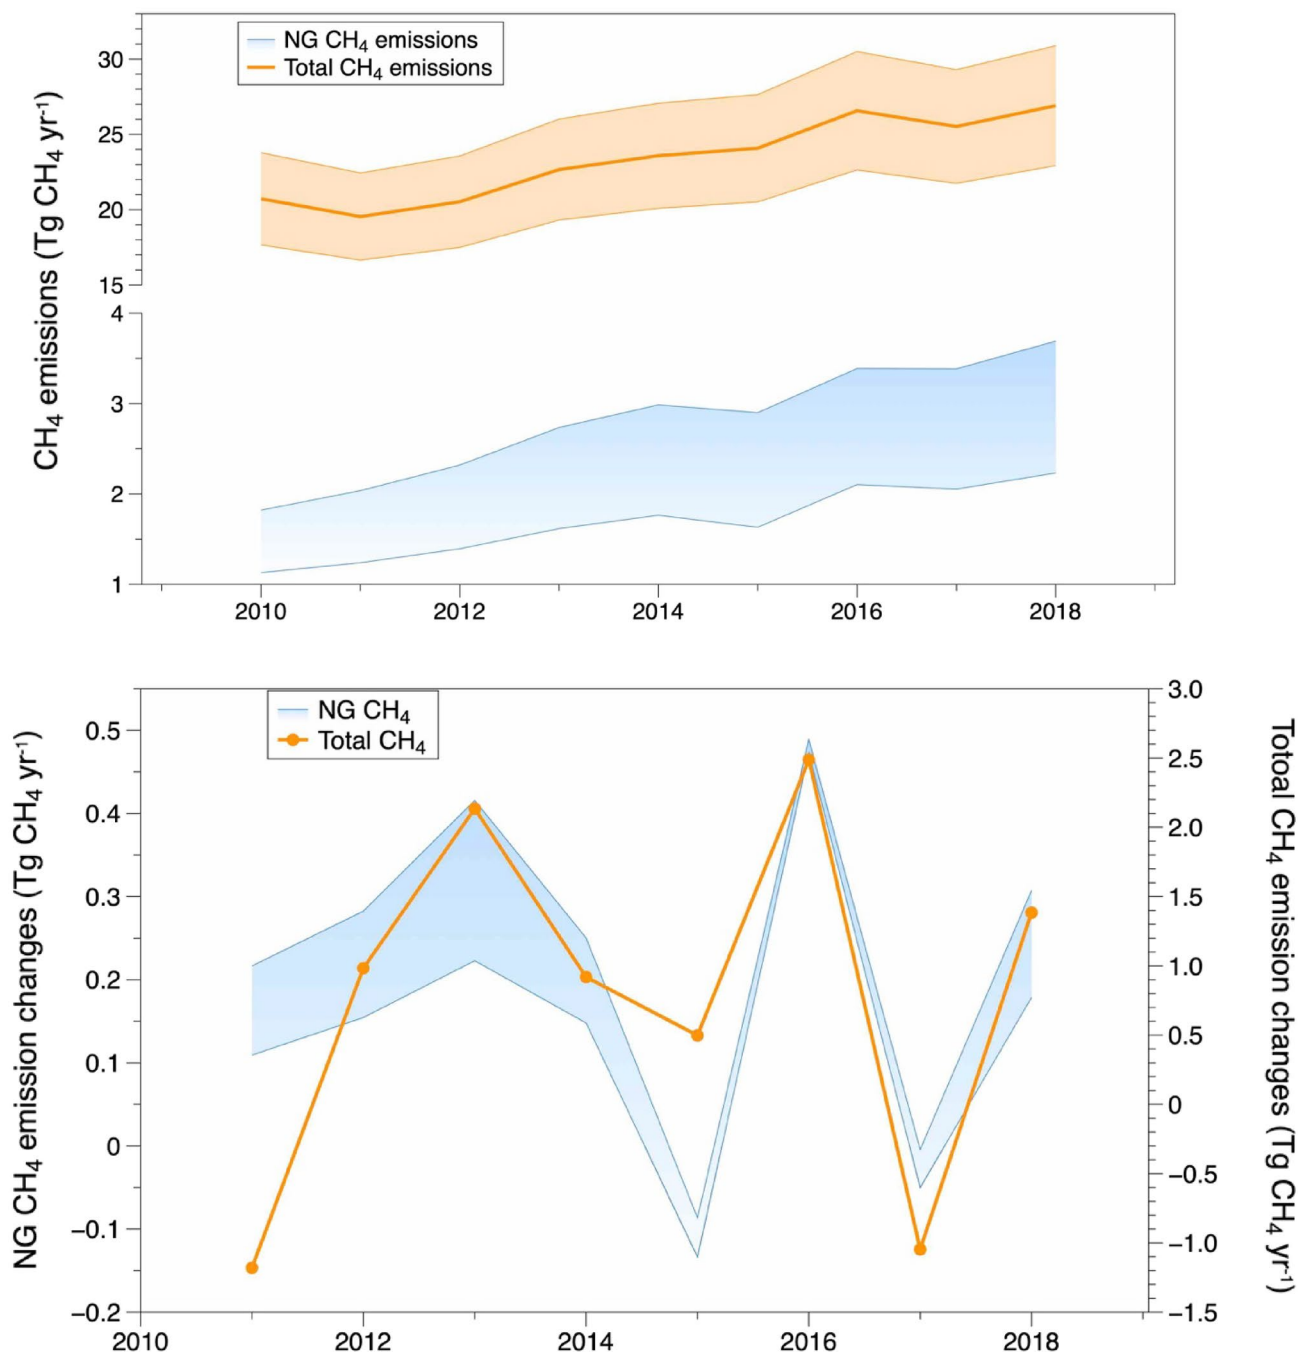 NG CH₄ emissions
Total CH₄ emissions
CH₄ emissions (Tg CH₄ yr⁻¹)
30
25
20
15
4
3
2
1
2010 2012 2014 2016 2018
NG CH₄
Total CH₄
NG CH₄ emission changes (Tg CH₄ yr⁻¹)
0.5
0.4
0.3
0.2
0.1
0
−0.1
−0.2
3.0
2.5
2.0
1.5
1.0
0.5
0
−0.5
−1.0
−1.5
Totoal CH₄ emission changes (Tg CH₄ yr⁻¹)
2010 2012 2014 2016 2018